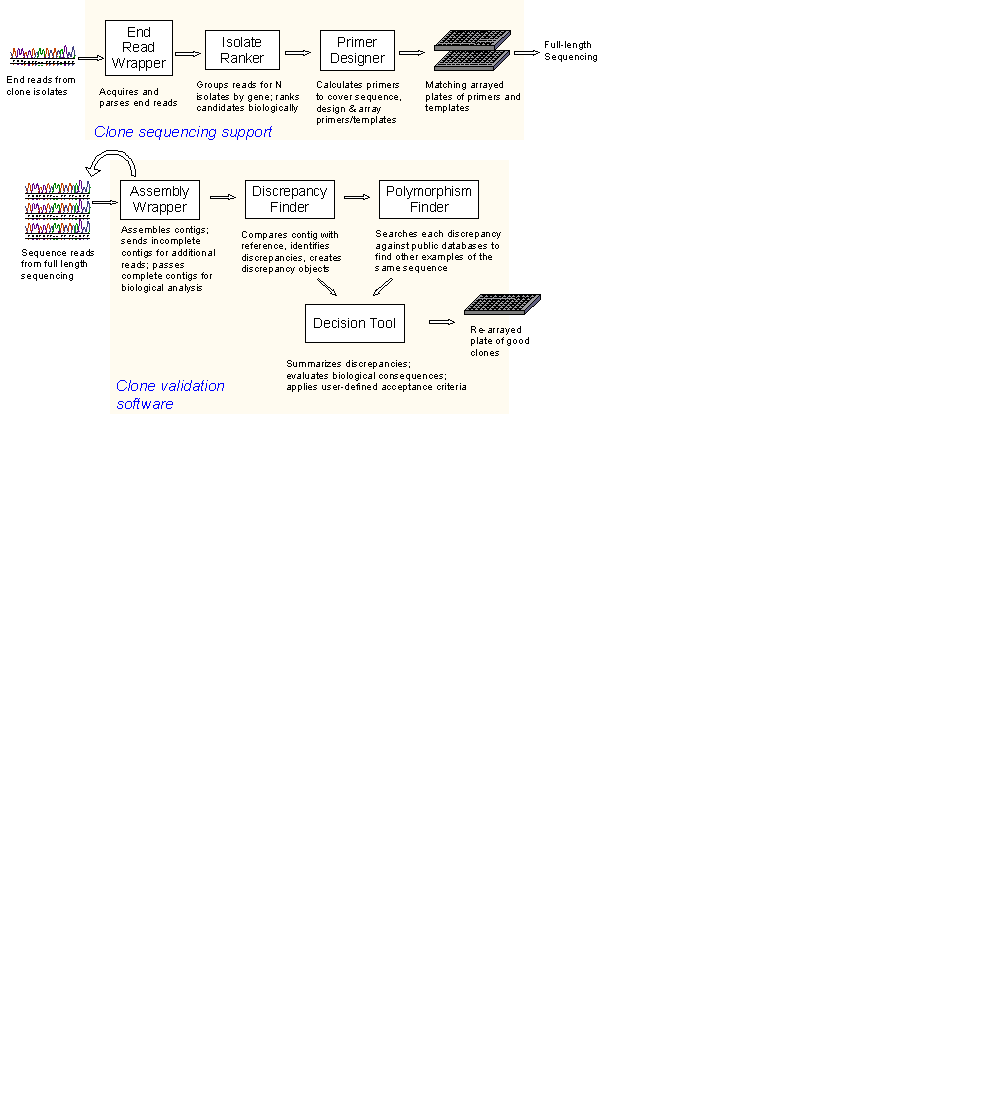 End
Read
Wrapper
Isolate
Ranker
Primer
Designer
Full-length
Sequencing
End reads from
clone isolates
Acquires and
parses end reads
Groups reads for N
isolates by gene; ranks
candidates biologically
Calculates primers
to cover sequence,
design & array
primers/templates
Matching arrayed
plates of primers and
templates
Clone sequencing support
Assembly
Wrapper
Discrepancy
Finder
Polymorphism
Finder
Sequence reads
from full length
sequencing
Assembles contigs;
sends incomplete
contigs for additional
reads; passes
complete contigs for
biological analysis
Compares contig with
reference, identifies
discrepancies, creates
discrepancy objects
Searches each discrepancy
against public databases to
find other examples of the
same sequence
Decision Tool
Re-arrayed
plate of good
clones
Summarizes discrepancies;
evaluates biological consequences;
applies user-defined acceptance criteria
Clone validation
software